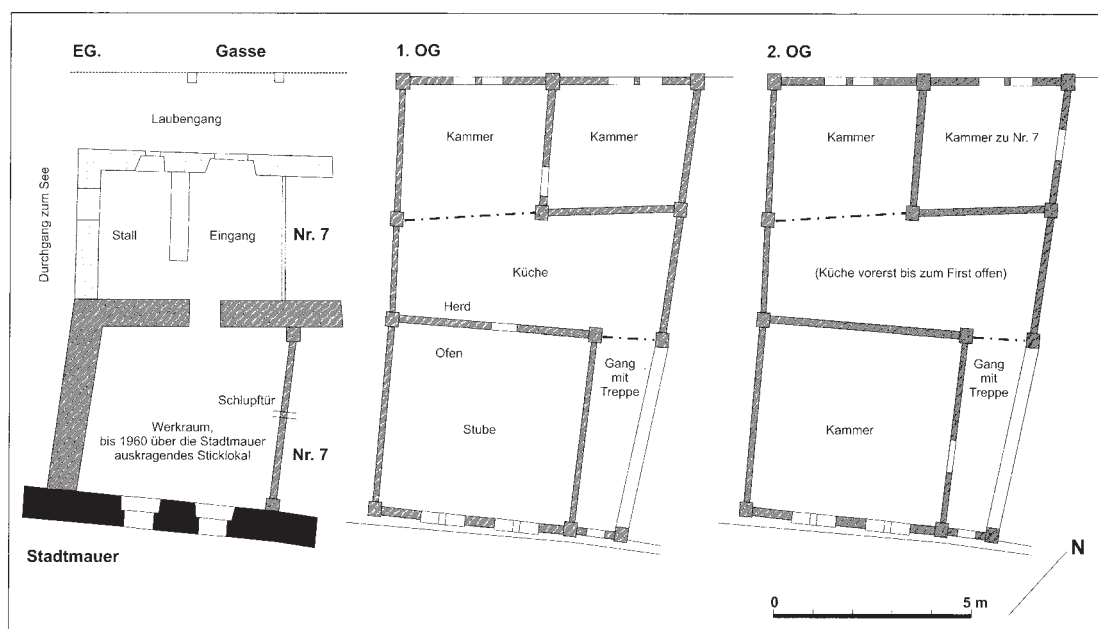 EG.
Gasse
Laubengang
Durchgang zum See
Stall
Eingang
Nr. 7
Schlupftür
Werkraum,
bis 1960 über die Stadtmauer
auskragendes Sticklokal
Nr. 7
Stadtmauer
1. OG
Kammer
Kammer
Küche
Herd
Ofen
Gang
mit
Treppe
Stube
2. OG
Kammer
Kammer zu Nr. 7
(Küche vorerst bis zum First offen)
Gang
mit
Treppe
Kammer
N
0
5 m